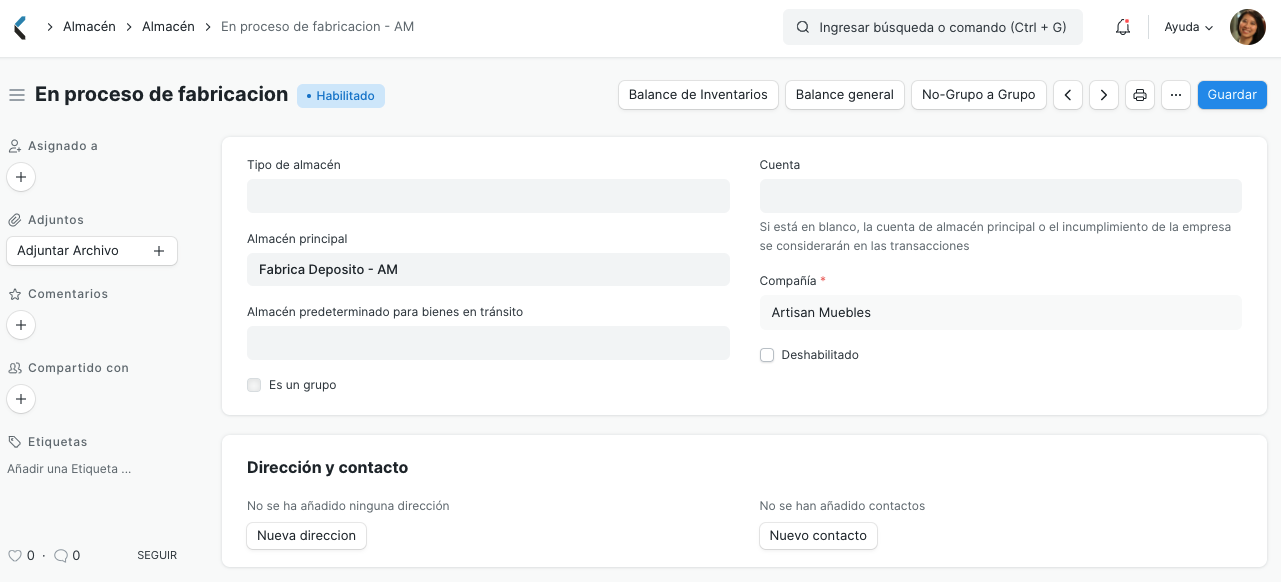 Almacén
Almacén
En proceso de fabricacion - AM
Ingresar búsqueda o comando (Ctrl + G)
Ayuda
En proceso de fabricacion
Habilitado
Balance de Inventarios
Balance general
No-Grupo a Grupo
Guardar
Asignado a
Adjuntos
Adjuntar Archivo
Comentarios
Compartido con
Etiquetas
Añadir una Etiqueta ...
0 · 0
SEGUIR
Tipo de almacén
Almacén principal
Fabrica Deposito - AM
Almacén predeterminado para bienes en tránsito
Es un grupo
Cuenta
Si está en blanco, la cuenta de almacén principal o el incumplimiento de la empresa
se considerarán en las transacciones
Compañía *
Artisan Muebles
Deshabilitado
Dirección y contacto
No se ha añadido ninguna dirección
Nueva direccion
No se han añadido contactos
Nuevo contacto